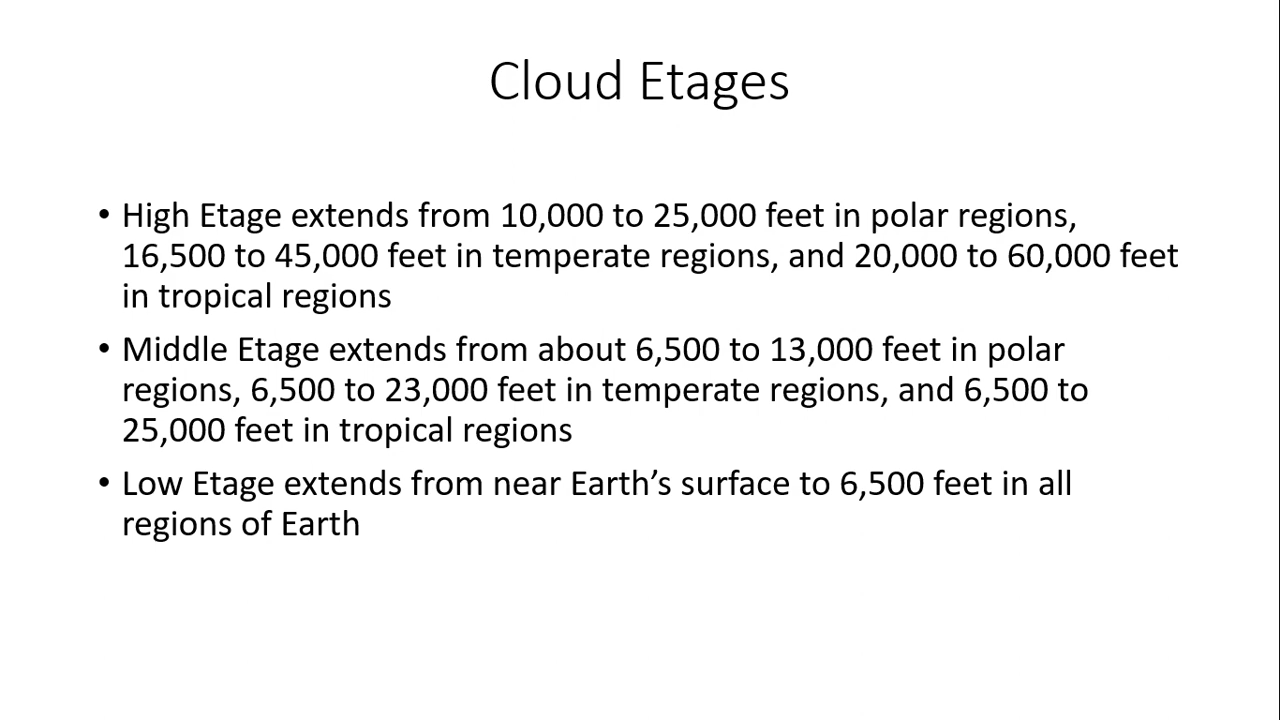 Cloud Etages
• High Etage extends from 10,000 to 25,000 feet in polar regions,
16,500 to 45,000 feet in temperate regions, and 20,000 to 60,000 feet
in tropical regions
• Middle Etage extends from about 6,500 to 13,000 feet in polar
regions, 6,500 to 23,000 feet in temperate regions, and 6,500 to
25,000 feet in tropical regions
• Low Etage extends from near Earth’s surface to 6,500 feet in all
regions of Earth